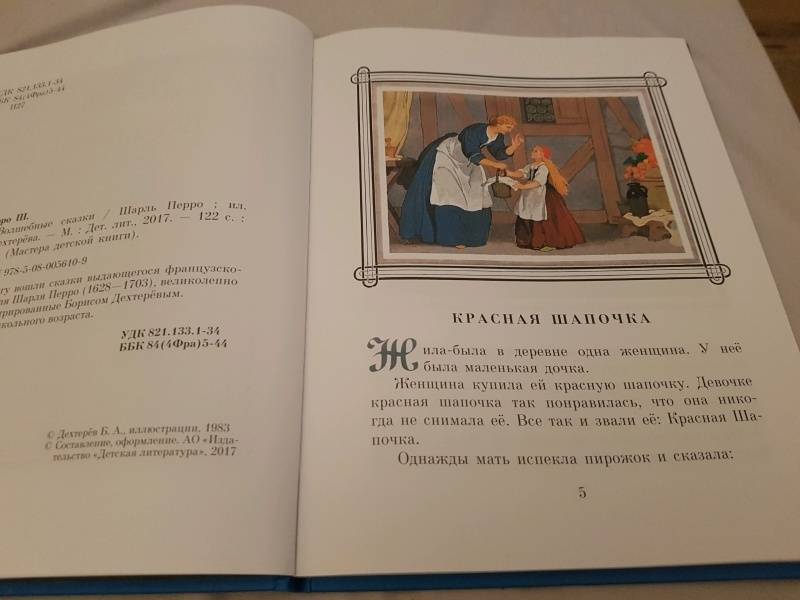 УДК 821.133.1-34
ББК 84(4Фра)5-44
П27
Ш.
Волшебные сказки / Шарль Перро ; ил.
М. : Дет. лит., 2017. — 122 с. :
(Мастера детской книги).
978-5-08-005610-9
вошли сказки выдающегося французско-
Шарля Перро (1628—1703), великолепно
Борисом Дехтерёвым.
возраста.
УДК 821.133.1-34
ББК 84(4Фра)5-44
© Дехтерёв Б. А., иллюстрации, 1983
© Составление, оформление. АО «Изда-
тельство «Детская литература», 2017
КРАСНАЯ ШАПОЧКА
Жила-была в деревне одна женщина. У неё
была маленькая дочка.
Женщина купила ей красную шапочку. Девочке
красная шапочка так понравилась, что она нико-
гда не снимала её. Все так и звали её: Красная Ша-
почка.
Однажды мать испекла пирожок и сказала:
5